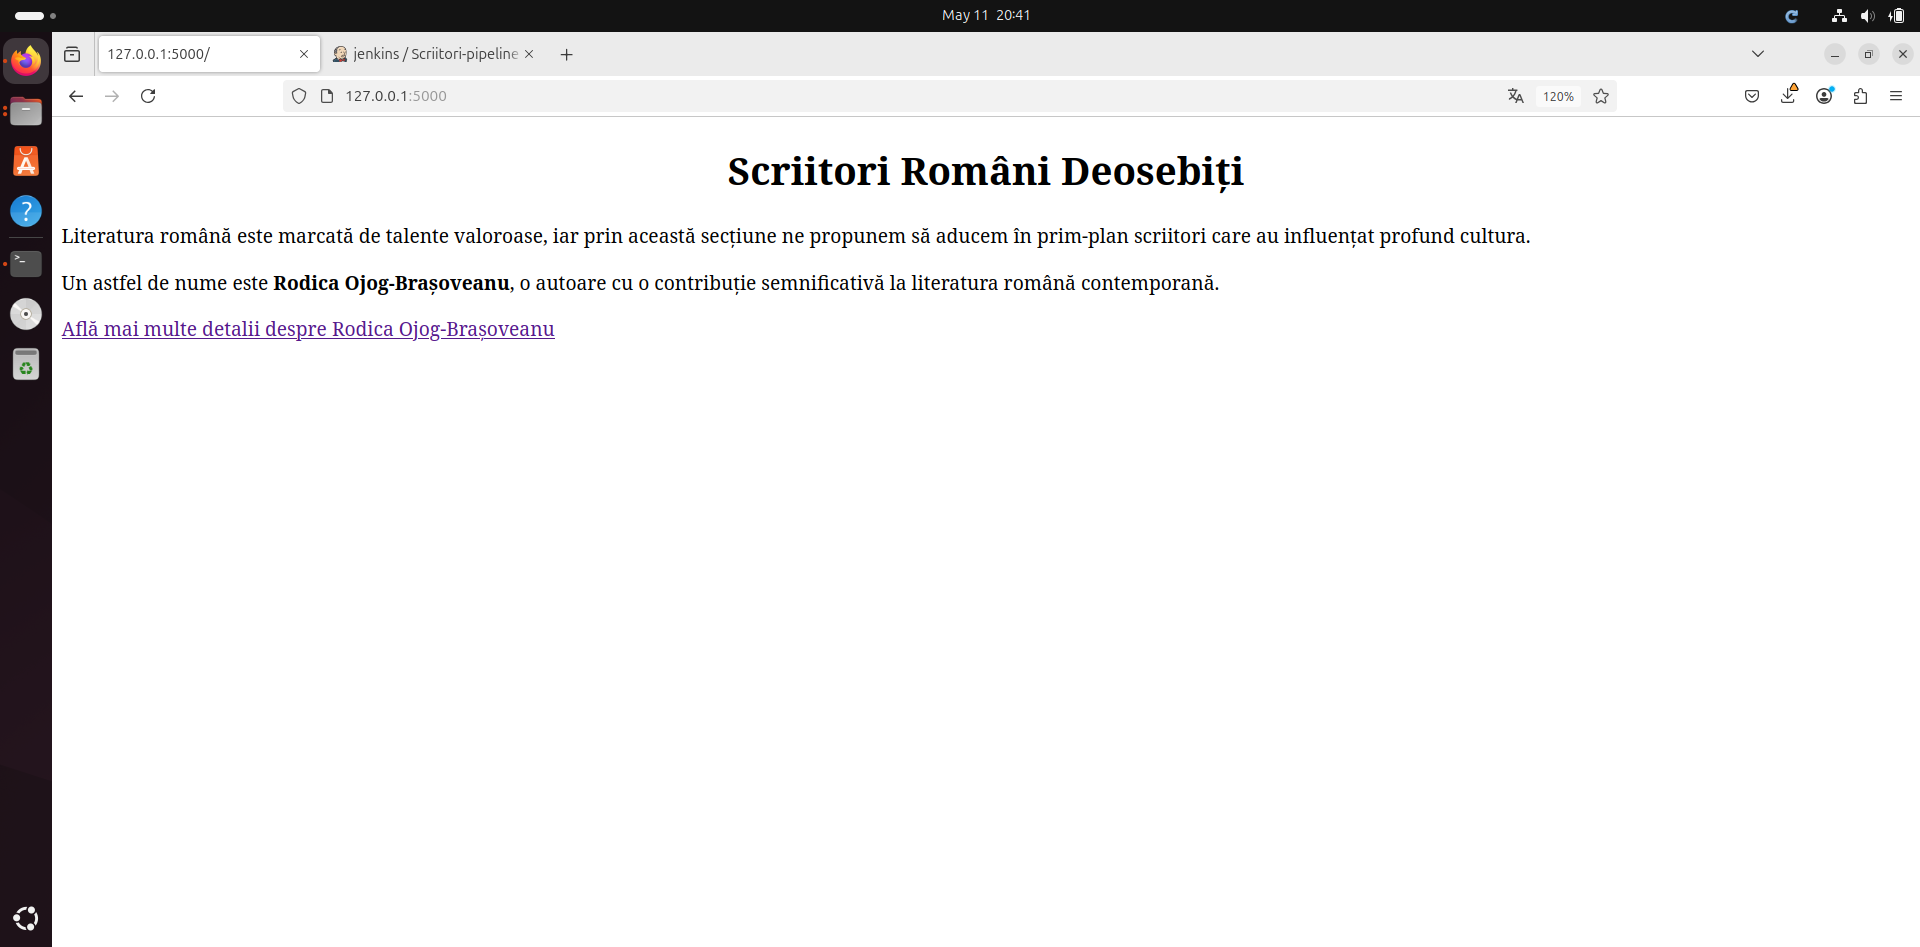 May 11 20:41
127.0.0.1:5000/
jenkins / Scriitori-pipeline
127.0.0.1:5000
120%
Scriitori Români Deosebiți
Literatura română este marcată de talente valoroase, iar prin această secțiune ne propunem să aducem în prim-plan scriitori care au influențat profund cultura.
Un astfel de nume este Rodica Ojog-Brașoveanu, o autoare cu o contribuție semnificativă la literatura română contemporană.
Află mai multe detalii despre Rodica Ojog-Brașoveanu